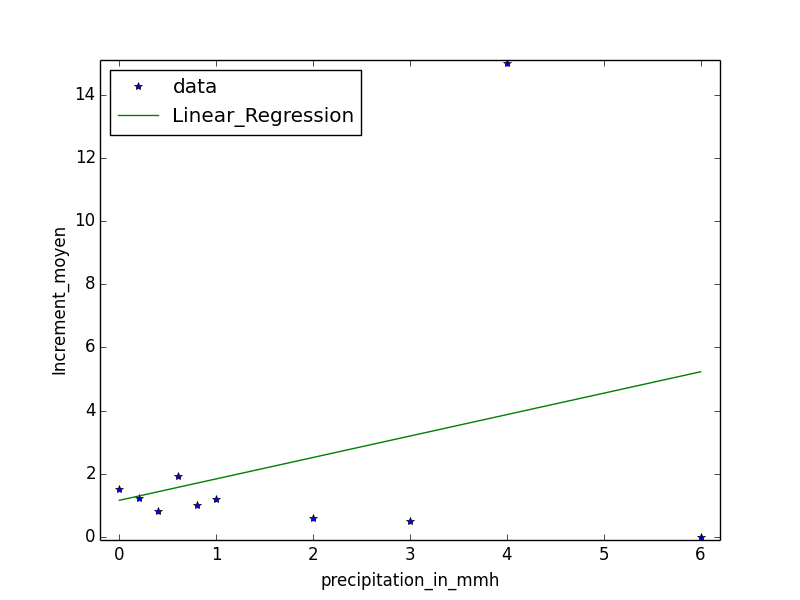 data
Linear_Regression
14
12
10
8
6
4
2
0
Increment_moyen
0 1 2 3 4 5 6
precipitation_in_mmh